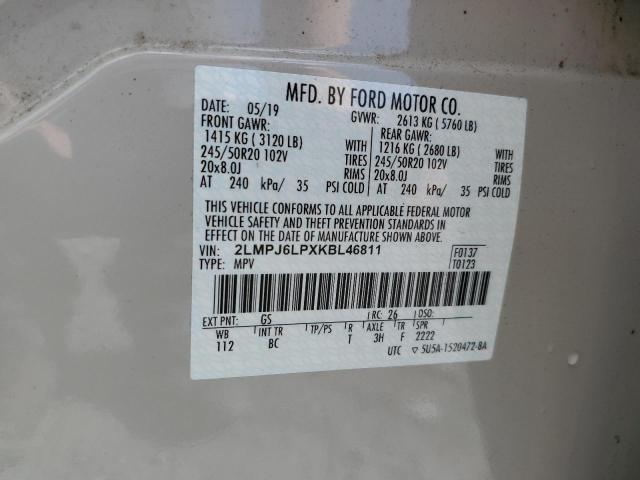 MFD. BY FORD MOTOR CO.
DATE: 05/19 GVWR: 2613 KG ( 5760 LB)
FRONT GAWR: REAR GAWR:
1415 KG ( 3120 LB) WITH 1216 KG ( 2680 LB) WITH
245/50R20 102V TIRES 245/50R20 102V TIRES
20x8.0J RIMS 20x8.0J RIMS
AT 240 kPa/ 35 PSI COLD AT 240 kPa/ 35 PSI COLD
THIS VEHICLE CONFORMS TO ALL APPLICABLE FEDERAL MOTOR
VEHICLE SAFETY AND THEFT PREVENTION STANDARDS IN EFFECT ON
THE DATE OF MANUFACTURE SHOWN ABOVE.
VIN: 2LMPJ6LPXKBL46811 F0137
TYPE: MPV T0123
EXT PNT: GS RC: 26 DSO:
WB INT TR TP/PS R AXLE TR SPR
112 BC T 3H F 2222
UTC ▽ 5U5A-1520472-8A